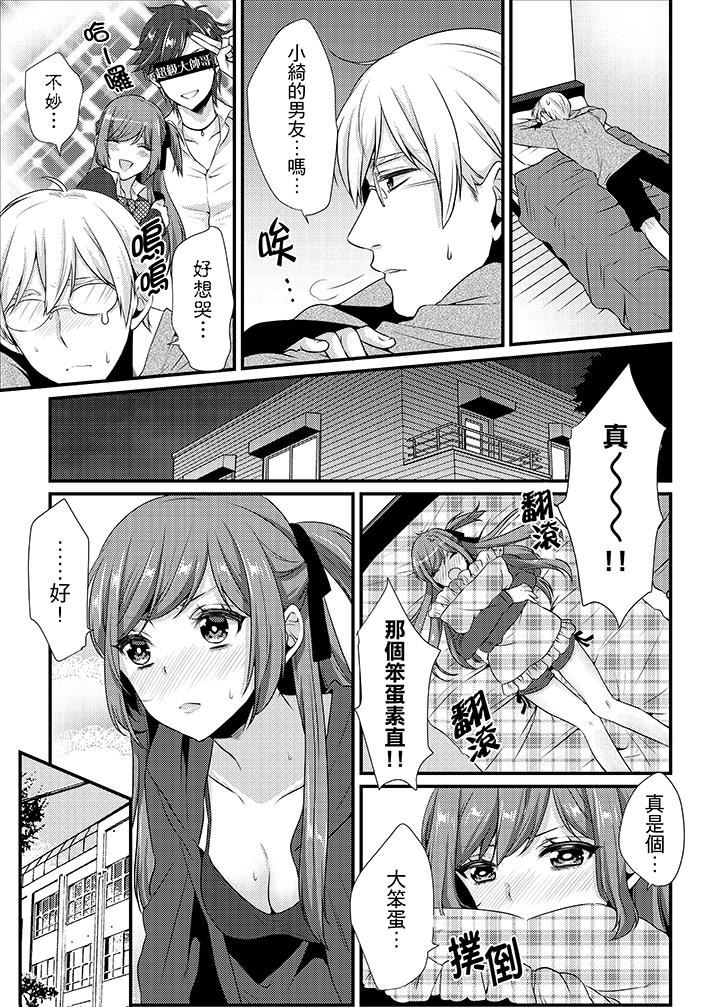 小綺的男友…嗎…
唉…
超級大帥哥
哈—囉
不妙…
嗚嗚
好想哭…
真～～～!!
翻滾
那個笨蛋素直!!
翻滾
真是個…
大笨蛋…
撲倒
……好！